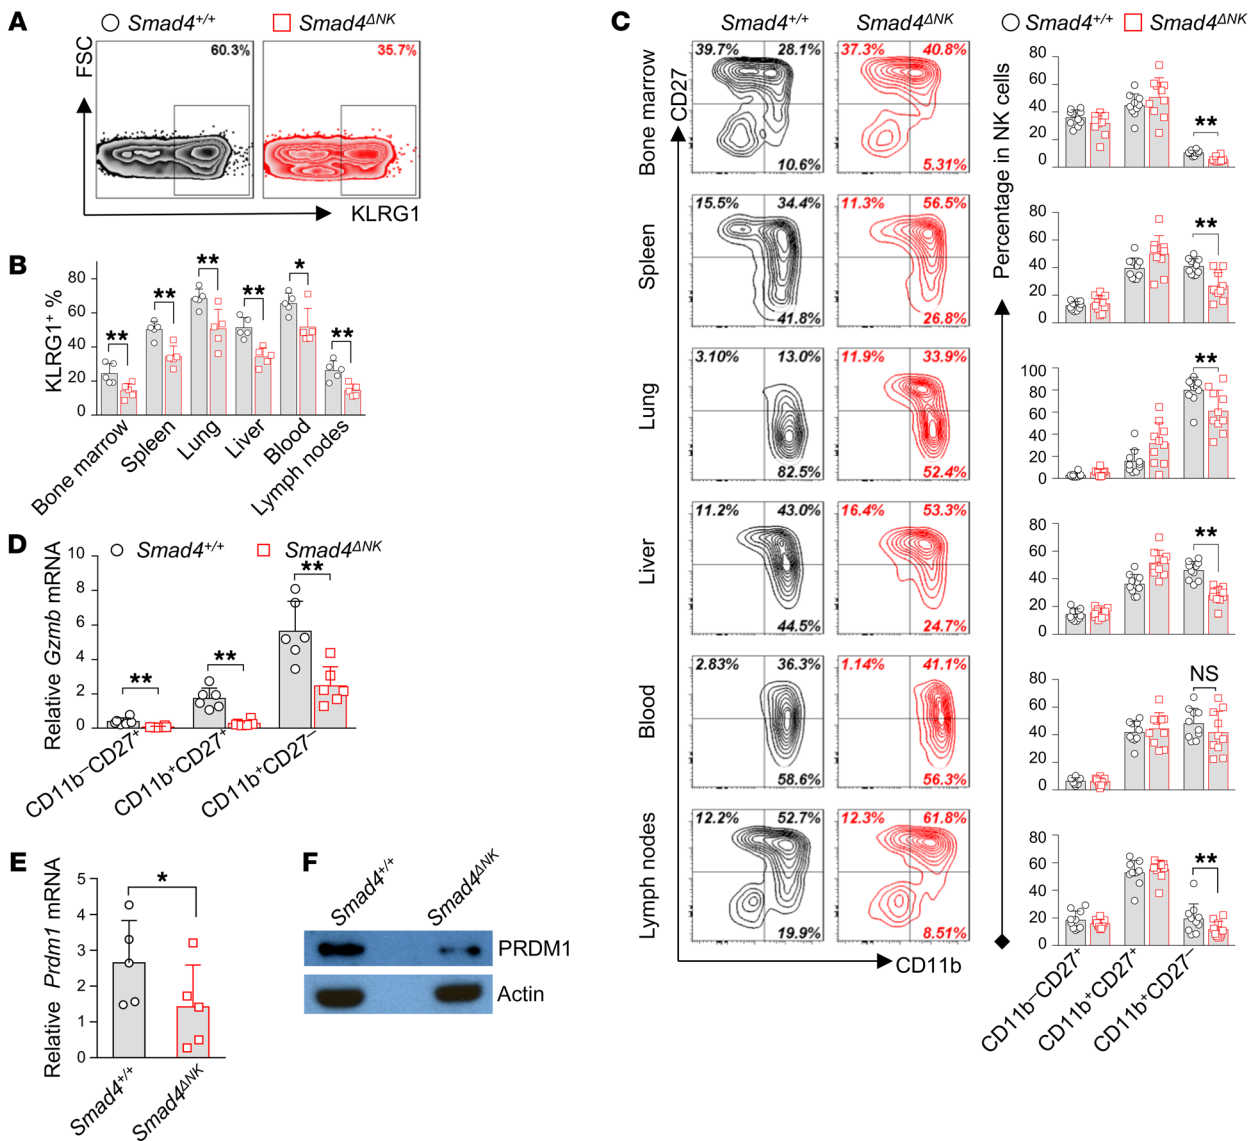 A
Smad4+/+ Smad4ΔNK
FSC
60.3% 35.7%
KLRG1
B
KLRG1+ %
80
60
40
20
0
** ** ** ** * **
Bone marrow Spleen Lung Liver Blood Lymph nodes
D
Smad4+/+ Smad4ΔNK
Relative Gzmb mRNA
10
8
6
4
2
0
** ** **
CD11b–CD27+ CD11b+CD27+ CD11b+CD27–
E
Relative Prdm1 mRNA
5
4
3
2
1
0
*
Smad4+/+ Smad4ΔNK
F
Smad4+/+ Smad4ΔNK
PRDM1
Actin
C
Smad4+/+ Smad4ΔNK
Smad4+/+ Smad4ΔNK
CD27
CD11b
Percentage in NK cells
Bone marrow
39.7% 28.1% 37.3% 40.8%
10.6% 5.31%
80
60
40
20
0
**
Spleen
15.5% 34.4% 11.3% 56.5%
41.8% 26.8%
80
60
40
20
0
**
Lung
3.10% 13.0% 11.9% 33.9%
82.5% 52.4%
100
80
60
40
20
0
**
Liver
11.2% 43.0% 16.4% 53.3%
44.5% 24.7%
80
60
40
20
0
**
Blood
2.83% 36.3% 1.14% 41.1%
58.6% 56.3%
80
60
40
20
0
NS
Lymph nodes
12.2% 52.7% 12.3% 61.8%
19.9% 8.51%
80
60
40
20
0
**
CD11b–CD27+ CD11b+CD27+ CD11b+CD27–